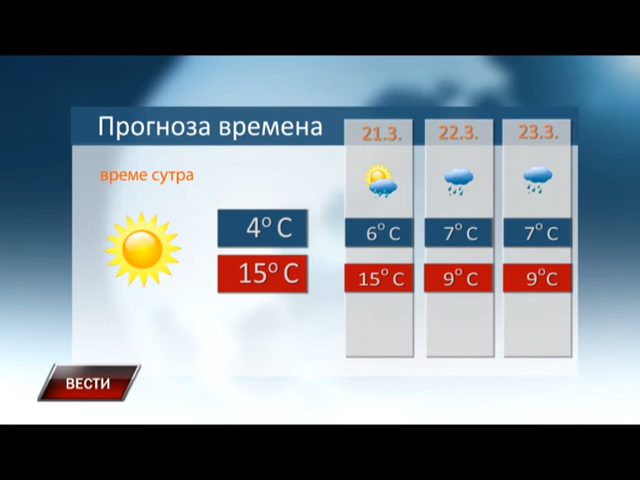 Прогноза времена
21.3.
22.3.
23.3.
време сутра
4°C
15°C
6°C
7°C
7°C
15°C
9°C
9°C
ВЕСТИ